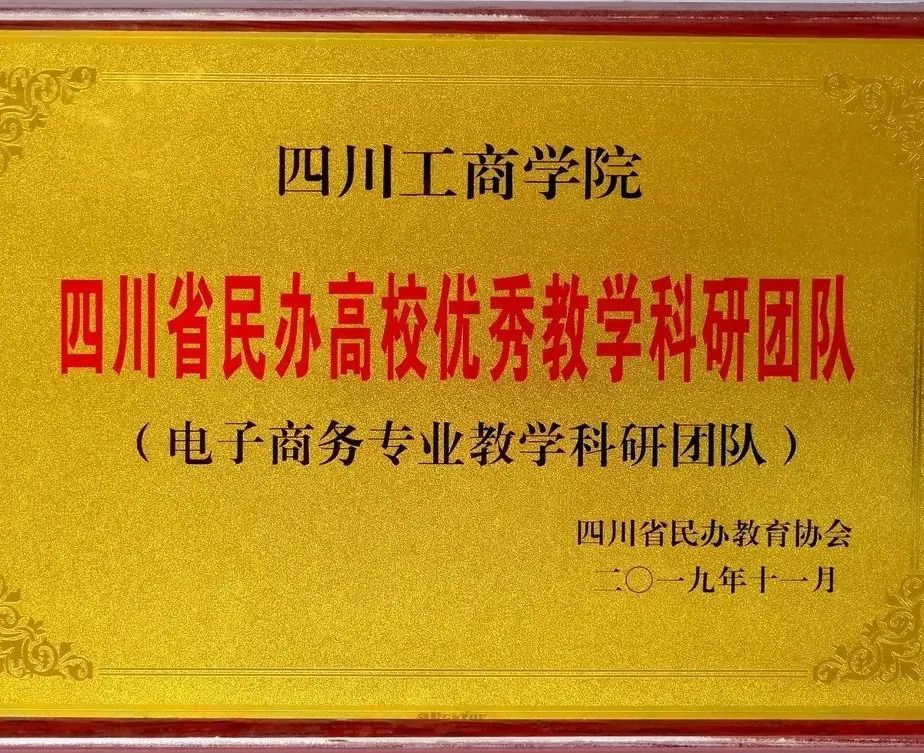 四川工商学院
四川省民办高校优秀教学科研团队
（电子商务专业教学科研团队）
四川省民办教育协会
二〇一九年十一月